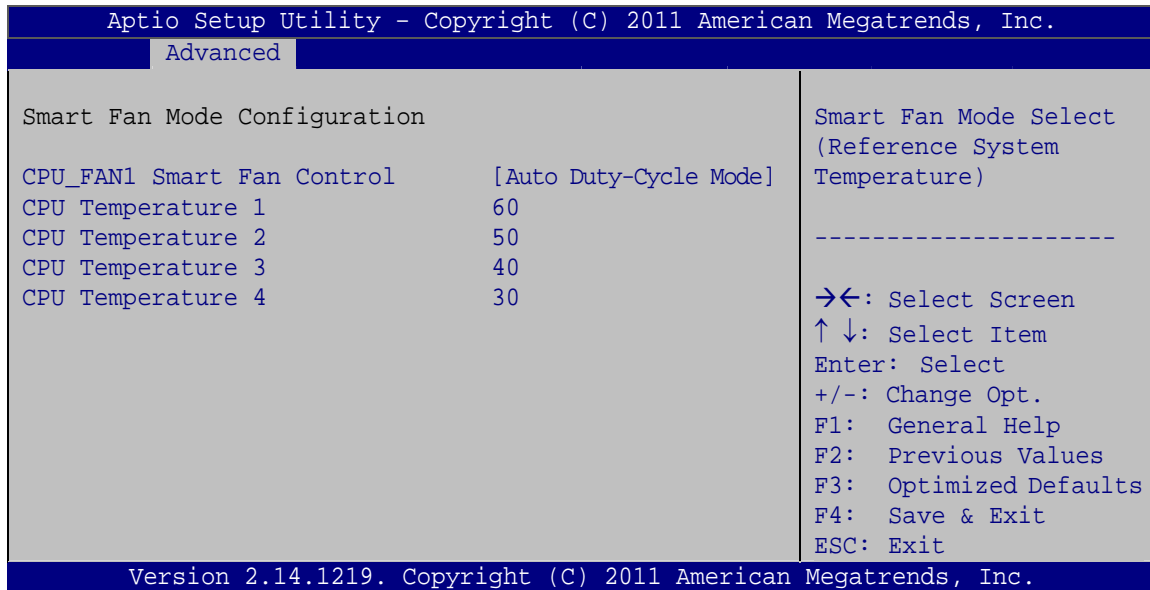 Aptio Setup Utility – Copyright (C) 2011 American Megatrends, Inc.
Advanced
Smart Fan Mode Configuration
CPU_FAN1 Smart Fan Control [Auto Duty-Cycle Mode]
CPU Temperature 1 60
CPU Temperature 2 50
CPU Temperature 3 40
CPU Temperature 4 30
Smart Fan Mode Select
(Reference System
Temperature)
---------------------
→←: Select Screen
↑ ↓: Select Item
Enter: Select
+/-: Change Opt.
F1: General Help
F2: Previous Values
F3: Optimized Defaults
F4: Save & Exit
ESC: Exit
Version 2.14.1219. Copyright (C) 2011 American Megatrends, Inc.